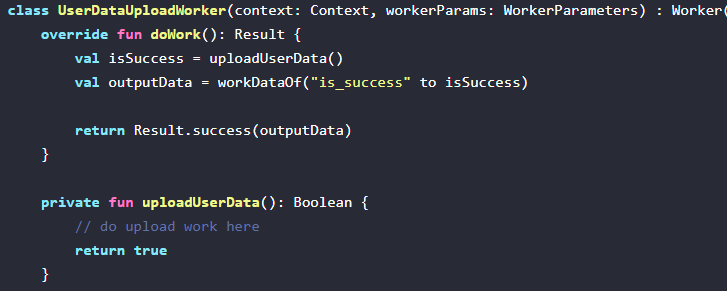 class UserDataUploadWorker(context: Context, workerParams: WorkerParameters) : Worker(
override fun doWork(): Result {
val isSuccess = uploadUserData()
val outputData = workDataOf("is_success" to isSuccess)
return Result.success(outputData)
}
private fun uploadUserData(): Boolean {
// do upload work here
return true
}